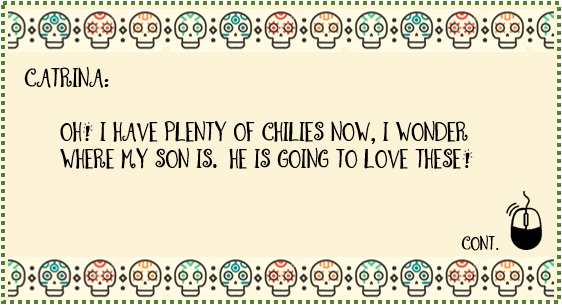 CATRINA:
OH! I HAVE PLENTY OF CHILIES NOW, I WONDER
WHERE MY SON IS. HE IS GOING TO LOVE THESE!
CONT.